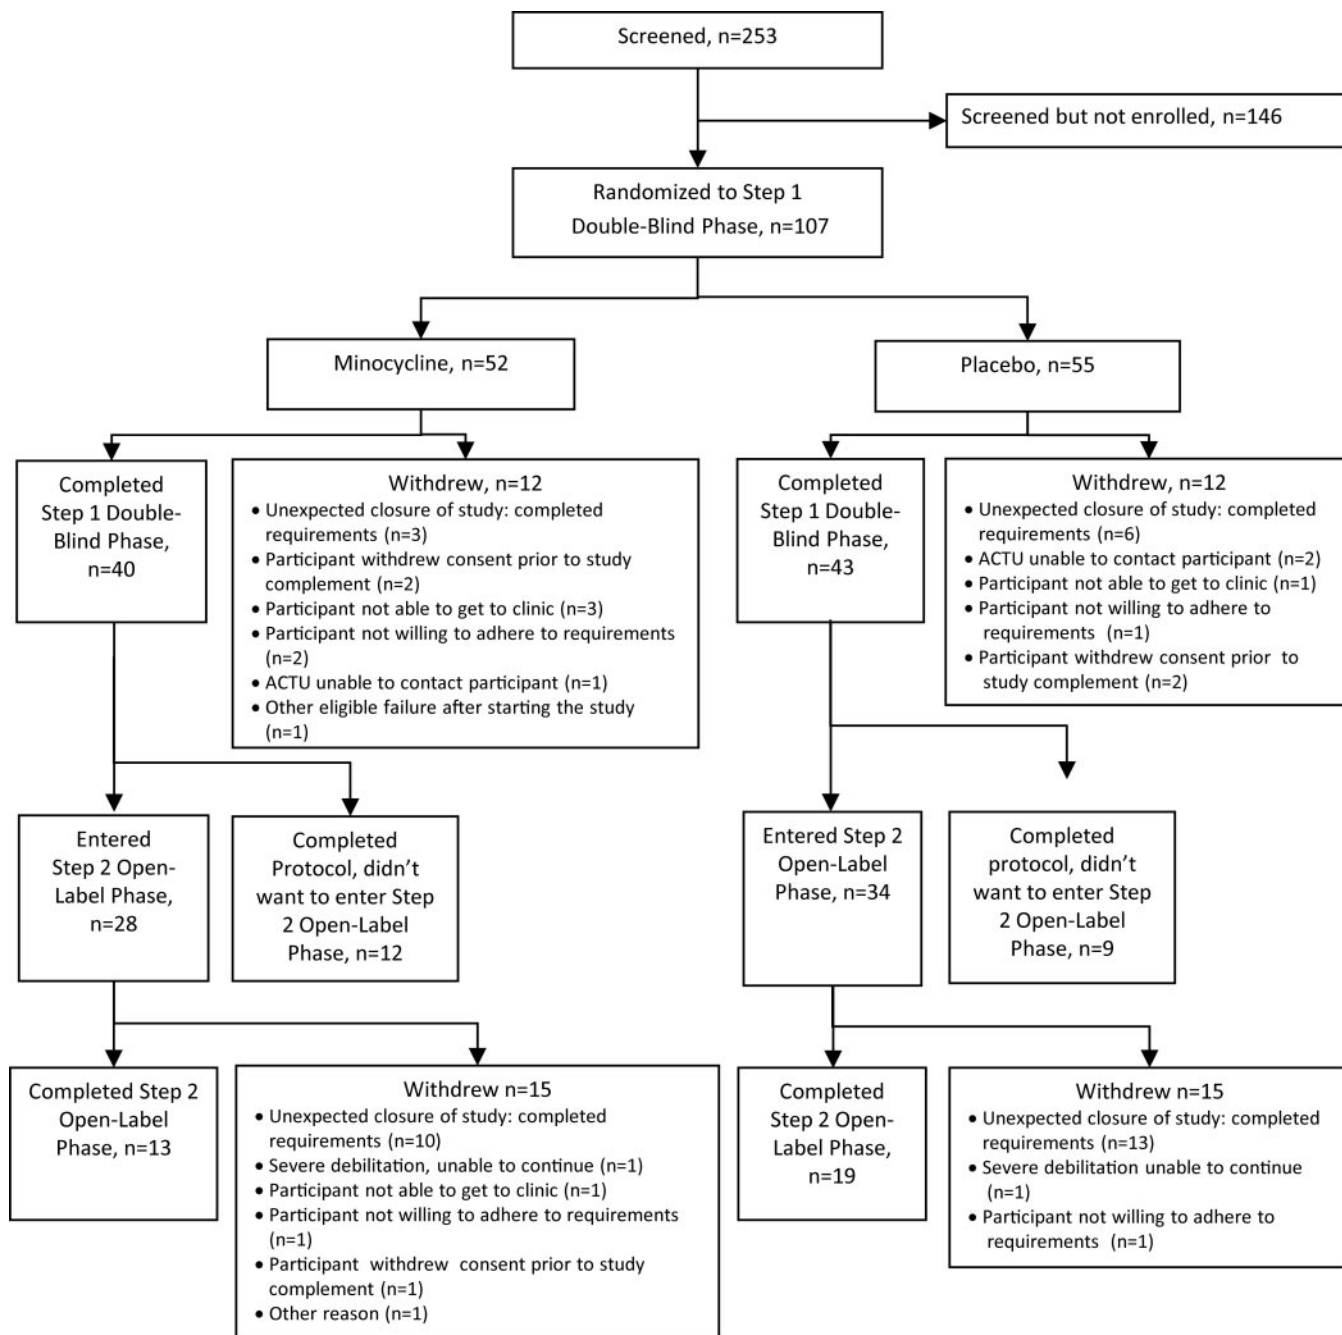 Screened, n=253
Screened but not enrolled, n=146
Randomized to Step 1
Double-Blind Phase, n=107
Minocycline, n=52
Placebo, n=55
Completed
Step 1 Double-
Blind Phase,
n=40
Withdrew, n=12
• Unexpected closure of study: completed
requirements (n=3)
• Participant withdrew consent prior to study
complement (n=2)
• Participant not able to get to clinic (n=3)
• Participant not willing to adhere to requirements
(n=2)
• ACTU unable to contact participant (n=1)
• Other eligible failure after starting the study
(n=1)
Completed
Step 1 Double-
Blind Phase,
n=43
Withdrew, n=12
• Unexpected closure of study: completed
requirements (n=6)
• ACTU unable to contact participant (n=2)
• Participant not able to get to clinic (n=1)
• Participant not willing to adhere to
requirements (n=1)
• Participant withdrew consent prior to
study complement (n=2)
Entered
Step 2 Open-
Label Phase,
n=28
Completed
Protocol, didn't
want to enter Step
2 Open-Label
Phase, n=12
Entered Step 2
Open-Label
Phase, n=34
Completed
protocol, didn't
want to enter Step
2 Open-Label
Phase, n=9
Completed Step 2
Open-Label
Phase, n=13
Withdrew n=15
• Unexpected closure of study: completed
requirements (n=10)
• Severe debilitation, unable to continue (n=1)
• Participant not able to get to clinic (n=1)
• Participant not willing to adhere to requirements
(n=1)
• Participant withdrew consent prior to study
complement (n=1)
• Other reason (n=1)
Completed
Step 2 Open-
Label Phase,
n=19
Withdrew n=15
• Unexpected closure of study: completed
requirements (n=13)
• Severe debilitation unable to continue
(n=1)
• Participant not willing to adhere to
requirements (n=1)